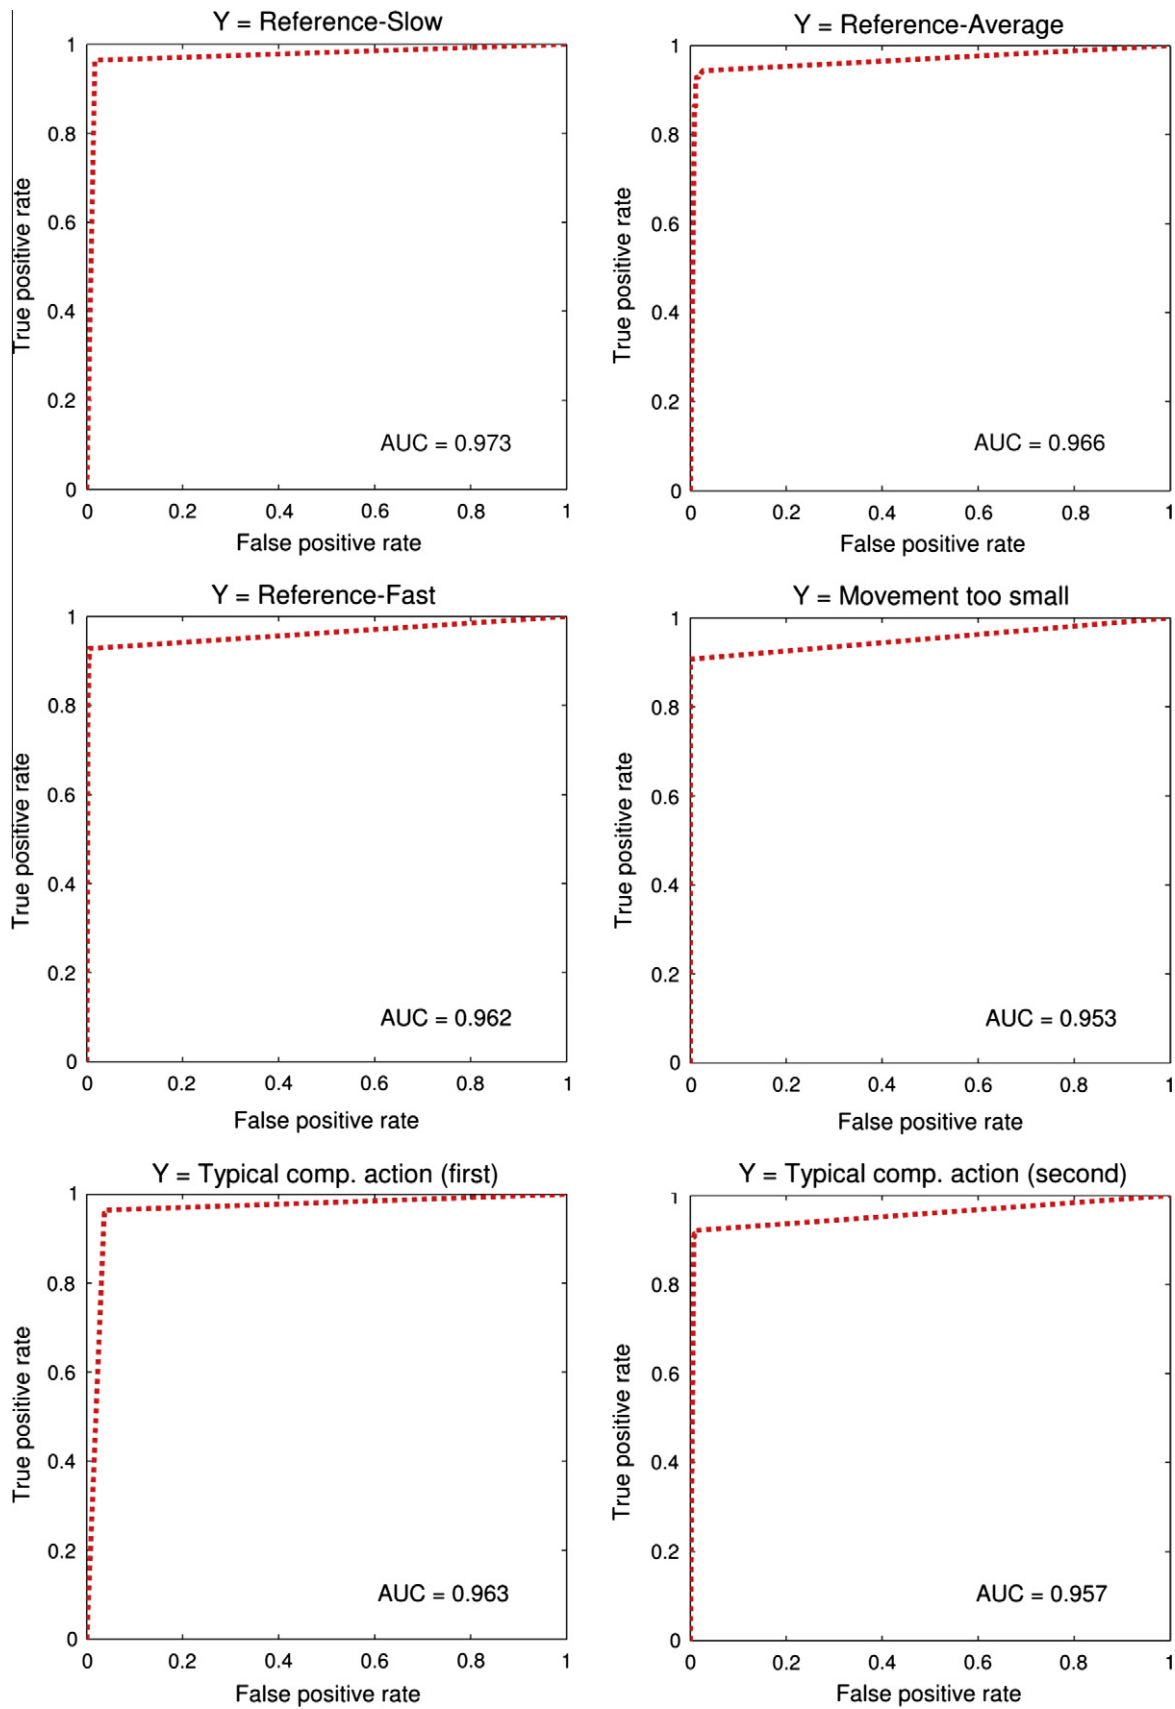 Y = Reference-Slow
1
0.8
0.6
0.4
0.2
0
True positive rate
AUC = 0.973
0 0.2 0.4 0.6 0.8 1
False positive rate
Y = Reference-Average
1
0.8
0.6
0.4
0.2
0
True positive rate
AUC = 0.966
0 0.2 0.4 0.6 0.8 1
False positive rate
Y = Reference-Fast
1
0.8
0.6
0.4
0.2
0
True positive rate
AUC = 0.962
0 0.2 0.4 0.6 0.8 1
False positive rate
Y = Movement too small
1
0.8
0.6
0.4
0.2
0
True positive rate
AUC = 0.953
0 0.2 0.4 0.6 0.8 1
False positive rate
Y = Typical comp. action (first)
1
0.8
0.6
0.4
0.2
0
True positive rate
AUC = 0.963
0 0.2 0.4 0.6 0.8 1
False positive rate
Y = Typical comp. action (second)
1
0.8
0.6
0.4
0.2
0
True positive rate
AUC = 0.957
0 0.2 0.4 0.6 0.8 1
False positive rate